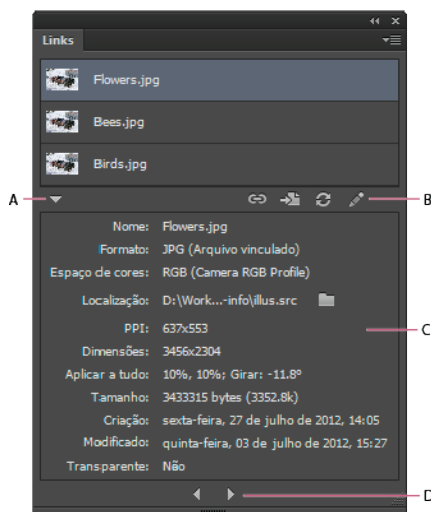 Links
Flowers.jpg
Bees.jpg
Birds.jpg
A
B
Nome: Flowers.jpg
Formato: JPG (Arquivo vinculado)
Espaço de cores: RGB (Camera RGB Profile)
Localização: D:\Work...-info\illus.src
PPI: 637x553
C
Dimensões: 3456x2304
Aplicar a tudo: 10%, 10%; Girar: -11.8º
Tamanho: 3433315 bytes (3352.8k)
Criação: sexta-feira, 27 de julho de 2012, 14:05
Modificado: quinta-feira, 03 de julho de 2012, 15:27
Transparente: Não
D